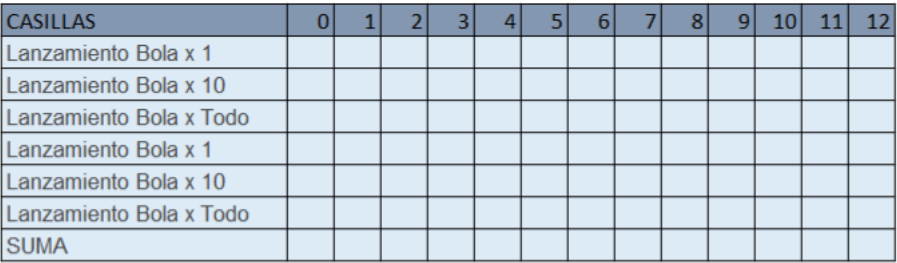 CASILLAS 0 1 2 3 4 5 6 7 8 9 10 11 12
Lanzamiento Bola x 1
Lanzamiento Bola x 10
Lanzamiento Bola x Todo
Lanzamiento Bola x 1
Lanzamiento Bola x 10
Lanzamiento Bola x Todo
SUMA